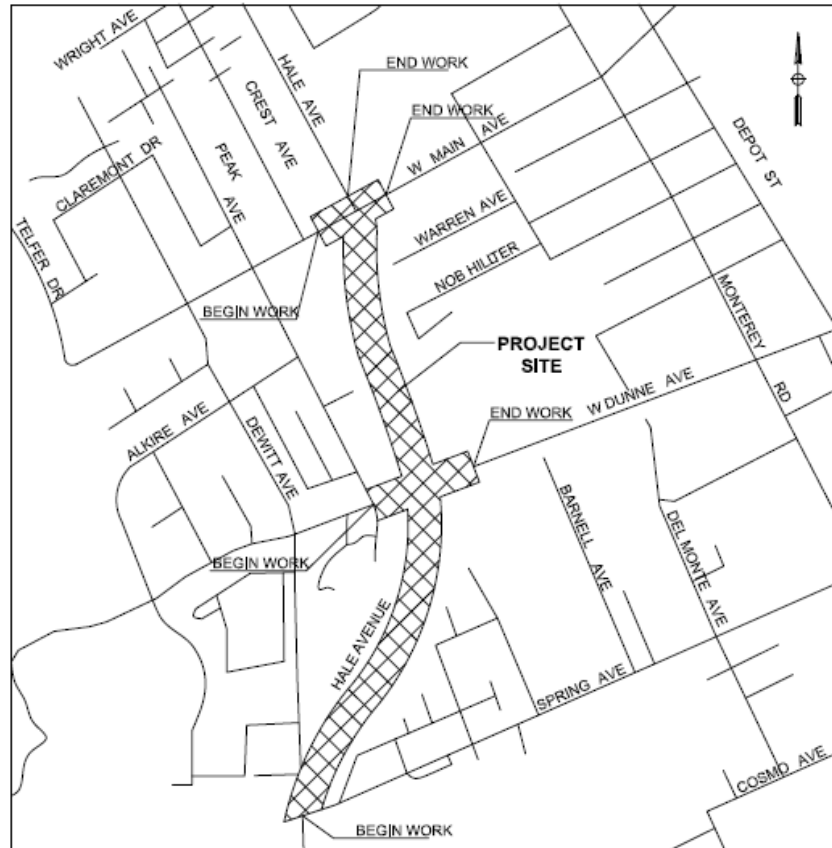 WRIGHT AVE
HALE AVE
END WORK
CREST AVE
END WORK
W MAIN AVE
DEPOT ST
PEAK AVE
CLAREMONT DR
WARREN AVE
TELFER DR
NOB HILLTER
BEGIN WORK
MONTEREY RD
PROJECT
SITE
W DUNNE AVE
END WORK
ALKIRE AVE
DEWITT AVE
BARNELL AVE
DEL MONTE AVE
BEGIN WORK
HALE AVENUE
SPRING AVE
COSMO AVE
BEGIN WORK